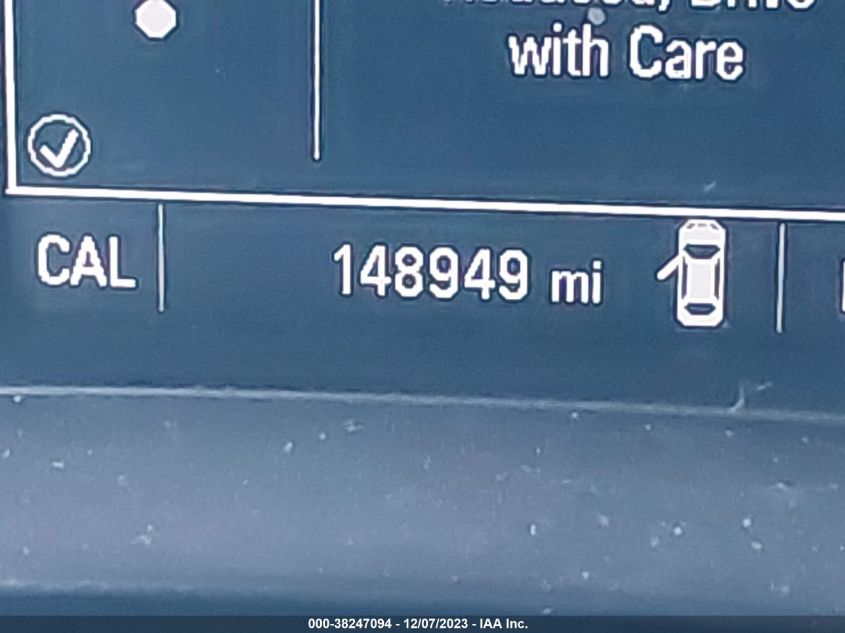 with Care
CAL
148949 mi
000-38247094 - 12/07/2023 - IAA Inc.